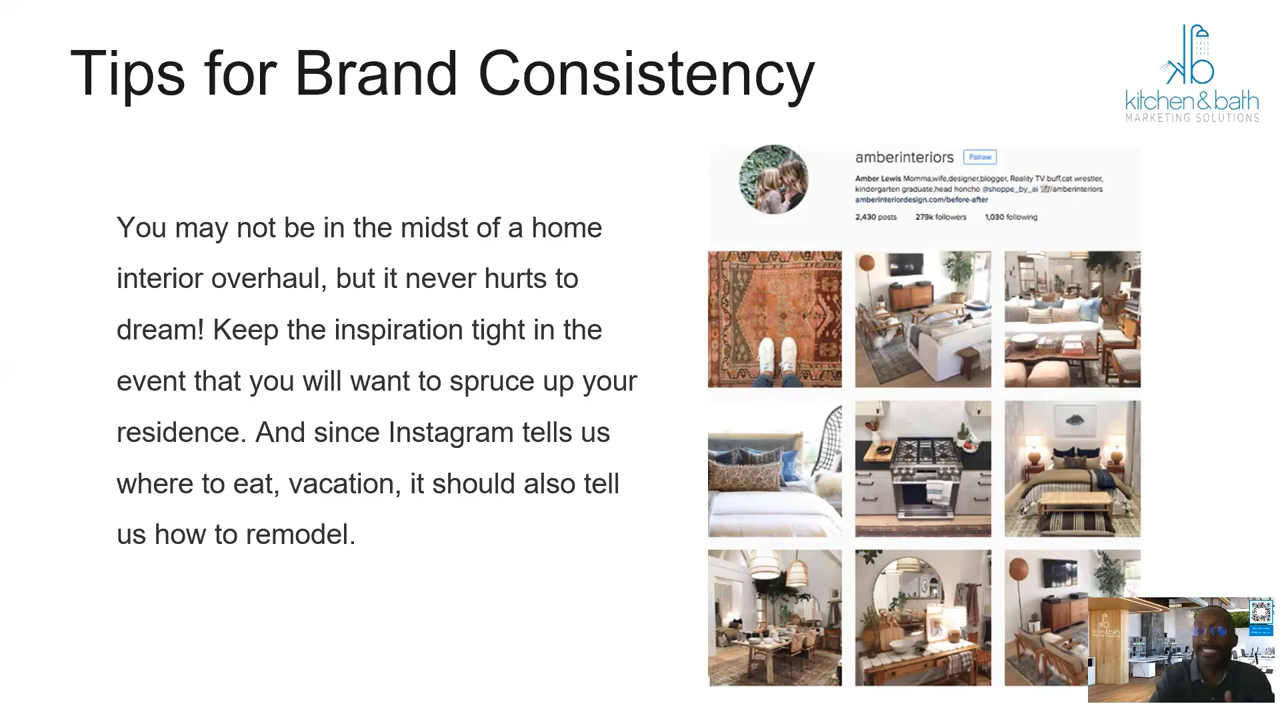 Tips for Brand Consistency
kitchen & bath
MARKETING SOLUTIONS
You may not be in the midst of a home
interior overhaul, but it never hurts to
dream! Keep the inspiration tight in the
event that you will want to spruce up your
residence. And since Instagram tells us
where to eat, vacation, it should also tell
us how to remodel.
amberinteriors Follow
Amber Lewis Momma,wife,designer,blogger, Reality TV buff,cat wrestler,
kindergarten graduate,head honcho @shoppe_by_ai /amberinteriors
amberinteriordesign.com/before-after
2,430 posts 279k followers 1,030 following